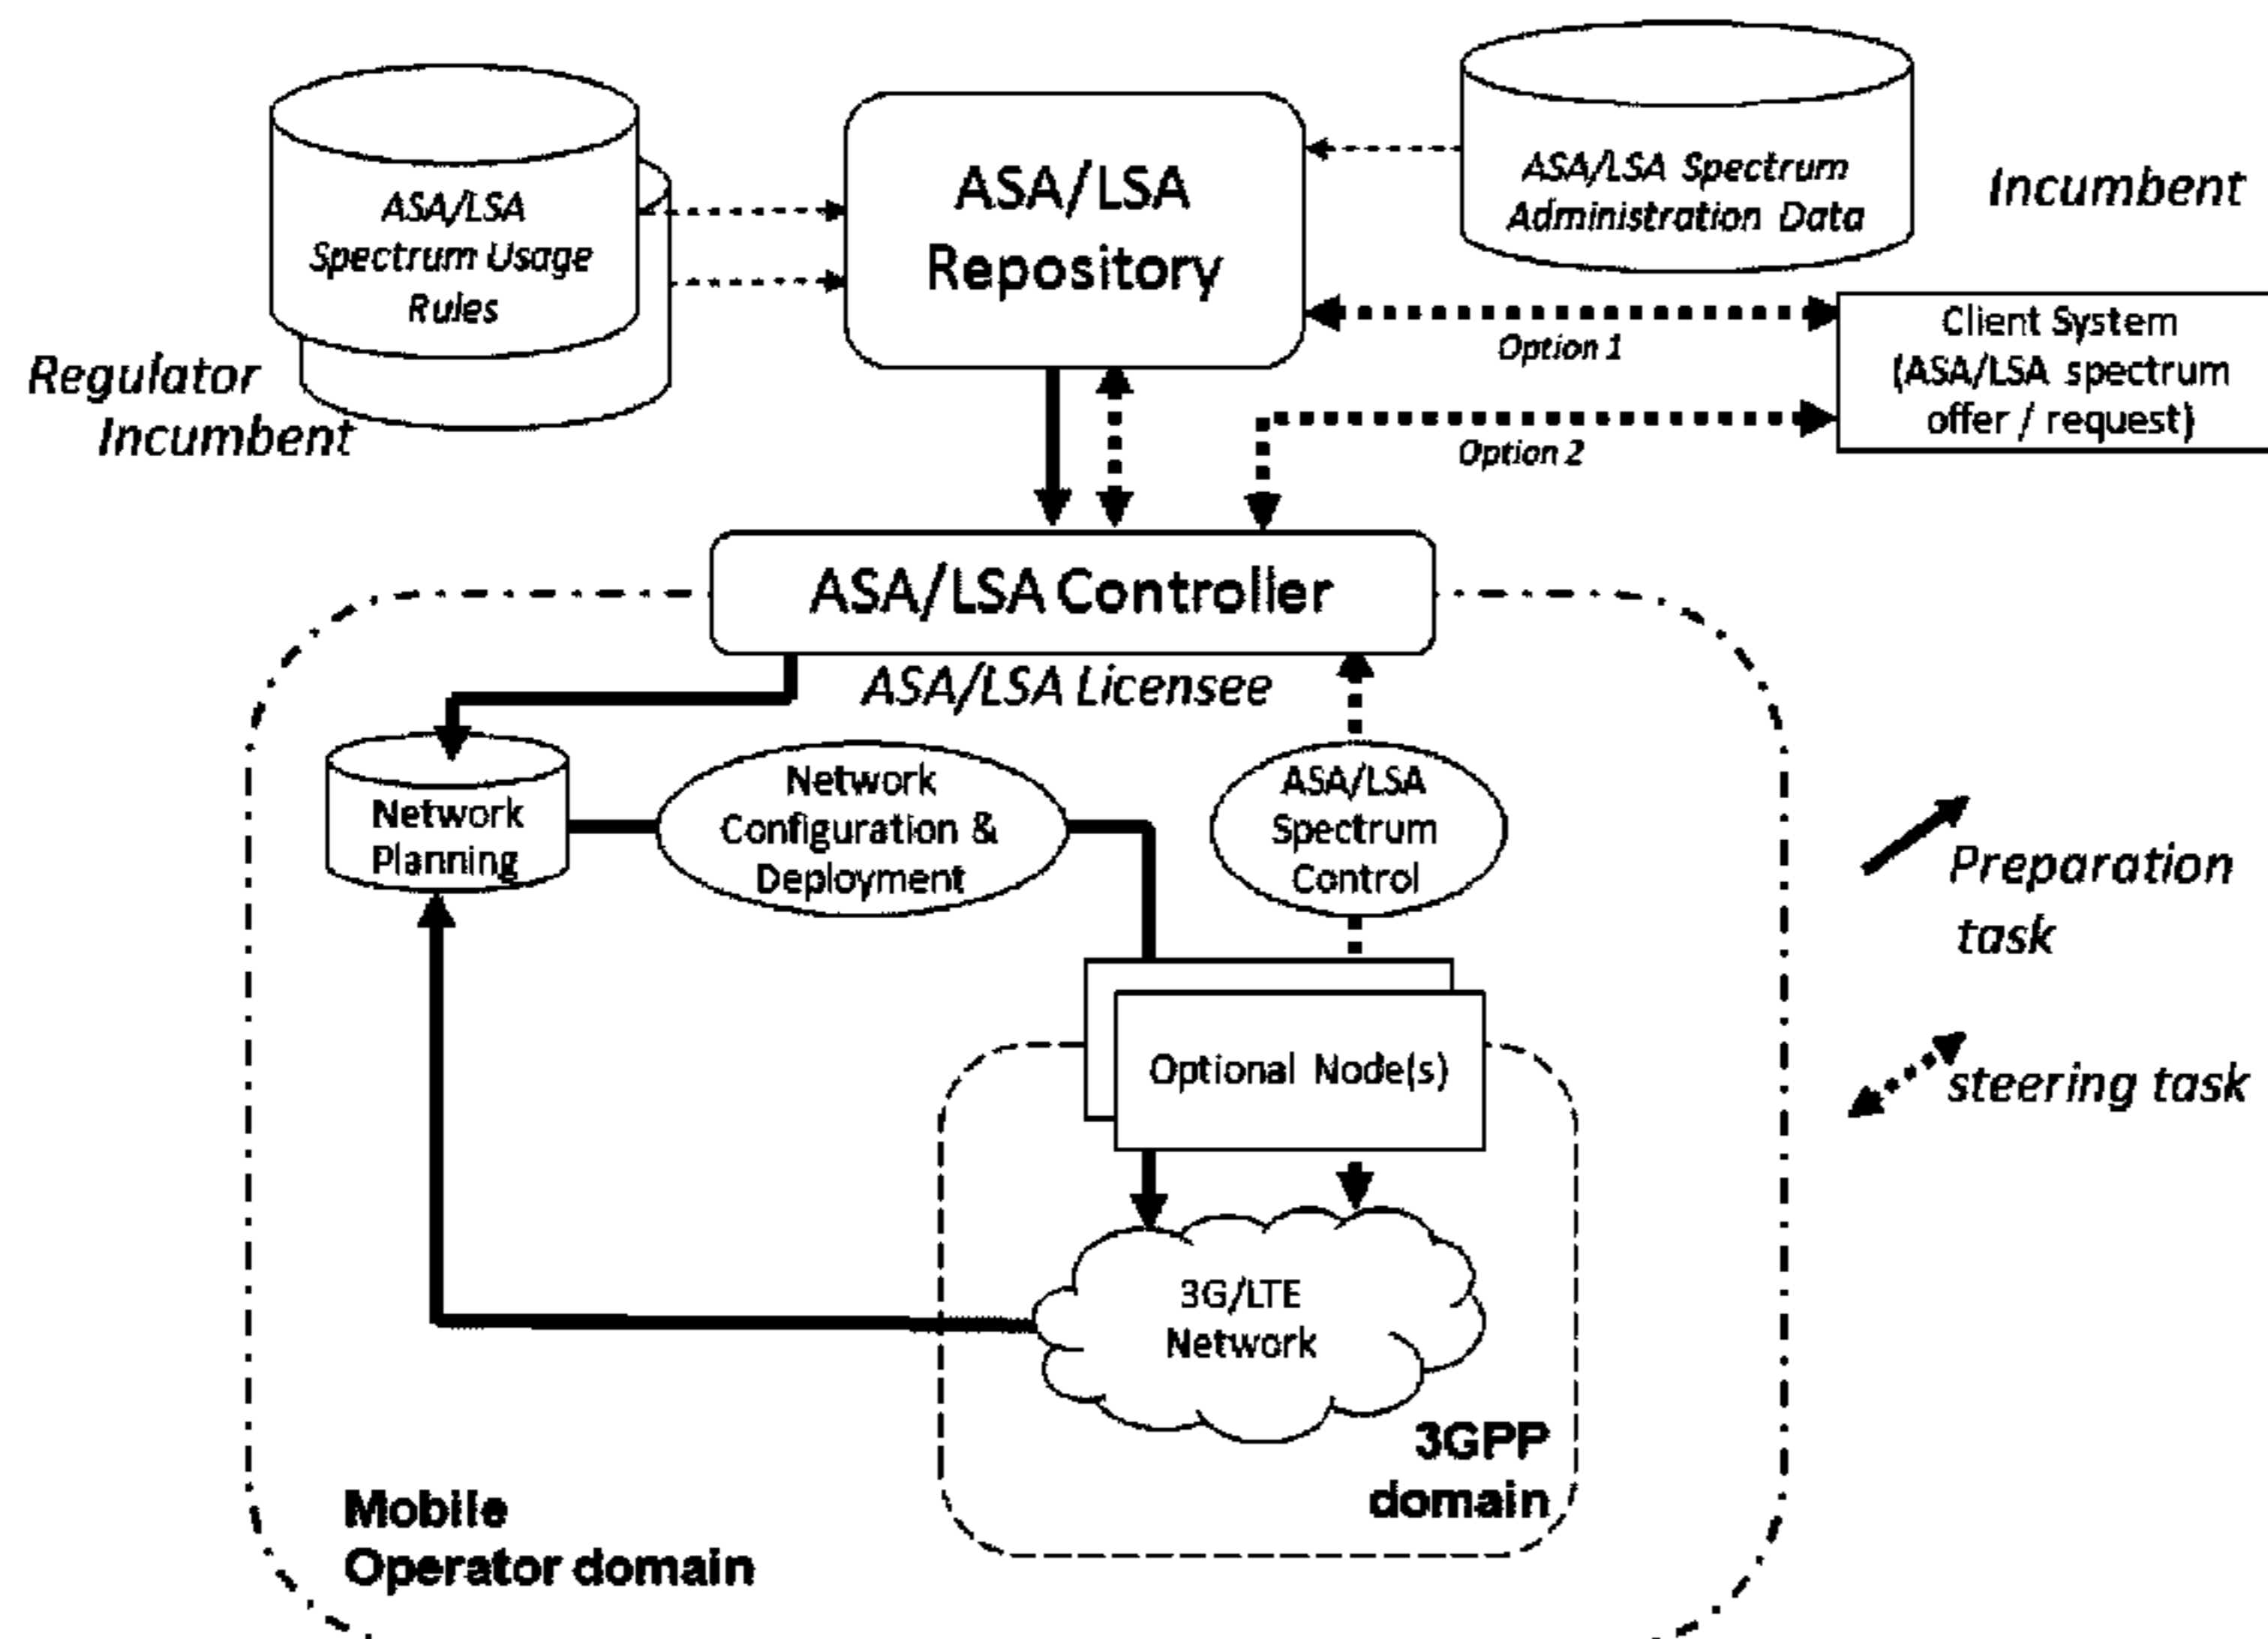 ASA/LSA
Spectrum Usage
Rules
Regulator
Incumbent
ASA/LSA
Repository
ASA/LSA Spectrum
Administration Data
Incumbent
Option 1
Option 2
Client System
(ASA/LSA spectrum
offer / request)
ASA/LSA Controller
ASA/LSA Licensee
Network
Planning
Network
Configuration &
Deployment
ASA/LSA
Spectrum
Control
Preparation
task
steering task
Optional Node(s)
3G/LTE
Network
3GPP
domain
Mobile
Operator domain